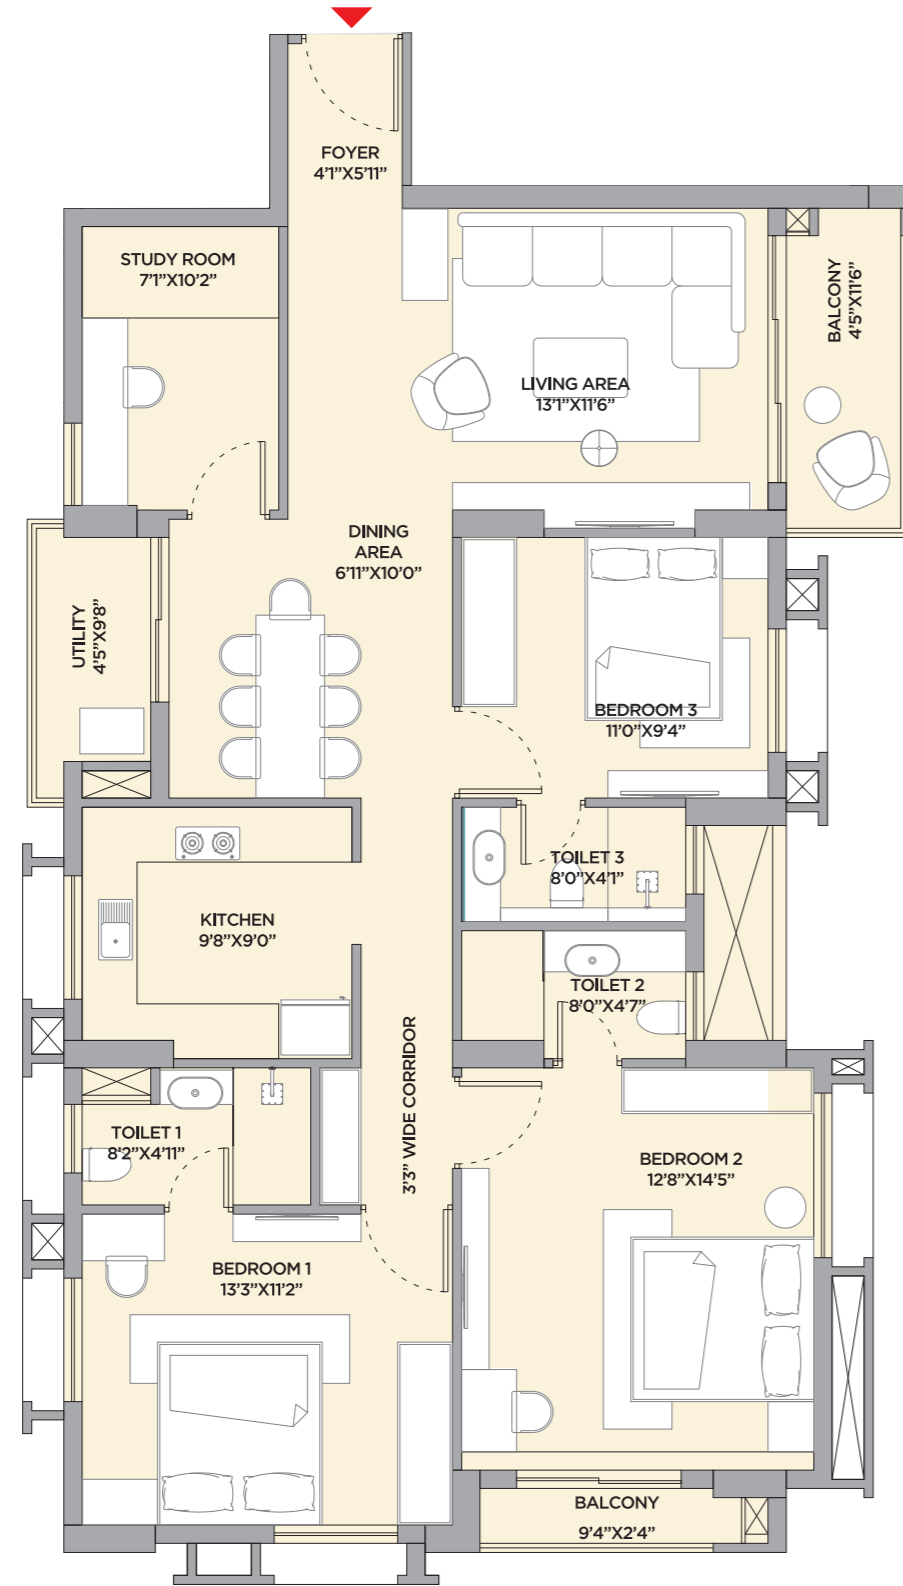 FOYER
4'1"X5'11"
STUDY ROOM
7'1"X10'2"
BALCONY
4'5"X11'6"
LIVING AREA
13'1"X11'6"
DINING
AREA
6'11"X10'0"
UTILITY
4'5"X9'8"
BEDROOM 3
11'0"X9'4"
TOILET 3
8'0"X4'1"
KITCHEN
9'8"X9'0"
TOILET 2
8'0"X4'7"
3'3" WIDE CORRIDOR
TOILET 1
8'2"X4'11"
BEDROOM 2
12'8"X14'5"
BEDROOM 1
13'3"X11'2"
BALCONY
9'4"X2'4"